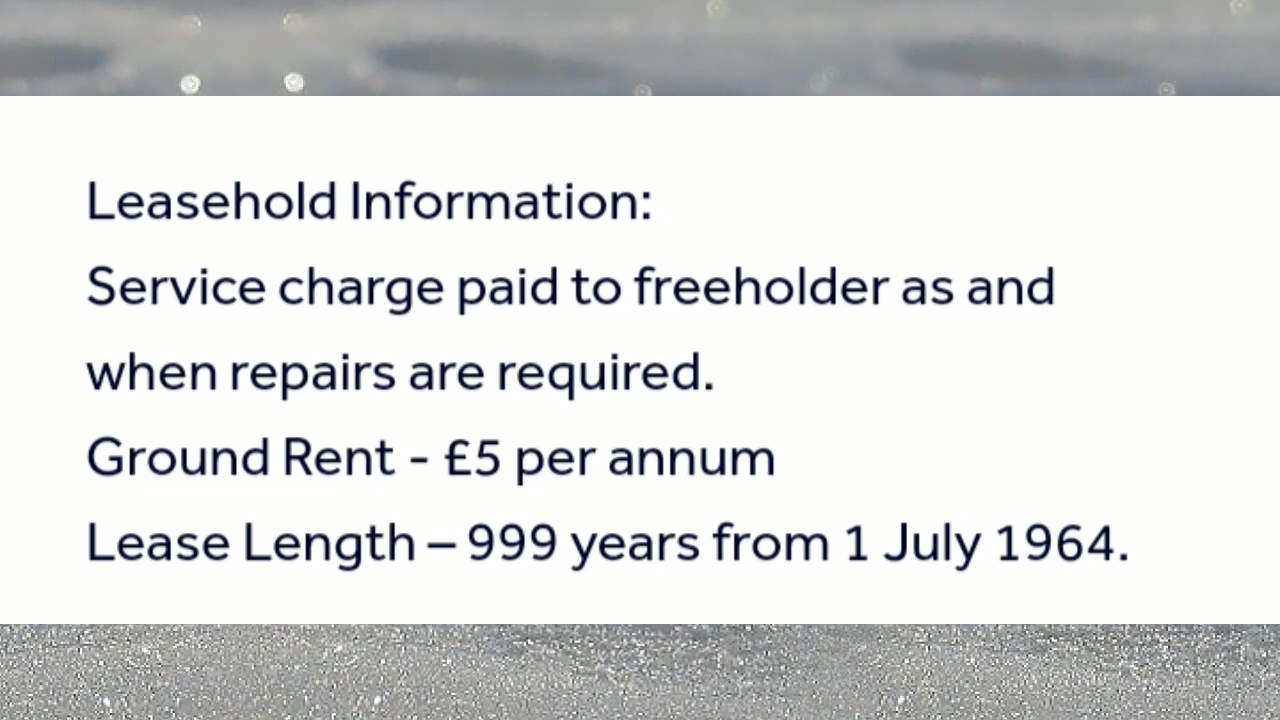 Leasehold Information:
Service charge paid to freeholder as and
when repairs are required.
Ground Rent - £5 per annum
Lease Length – 999 years from 1 July 1964.